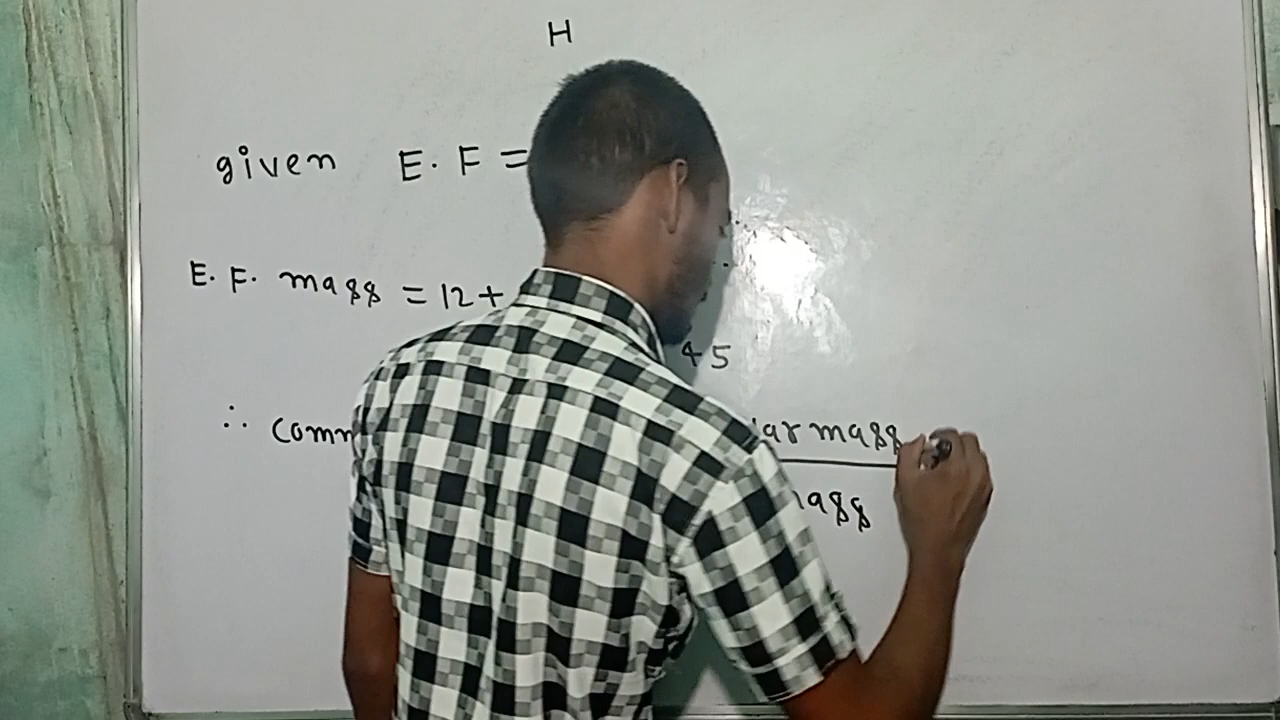 H
given E. F =
E. F. mass = 12 +
45
∴ comm lar mass
mass